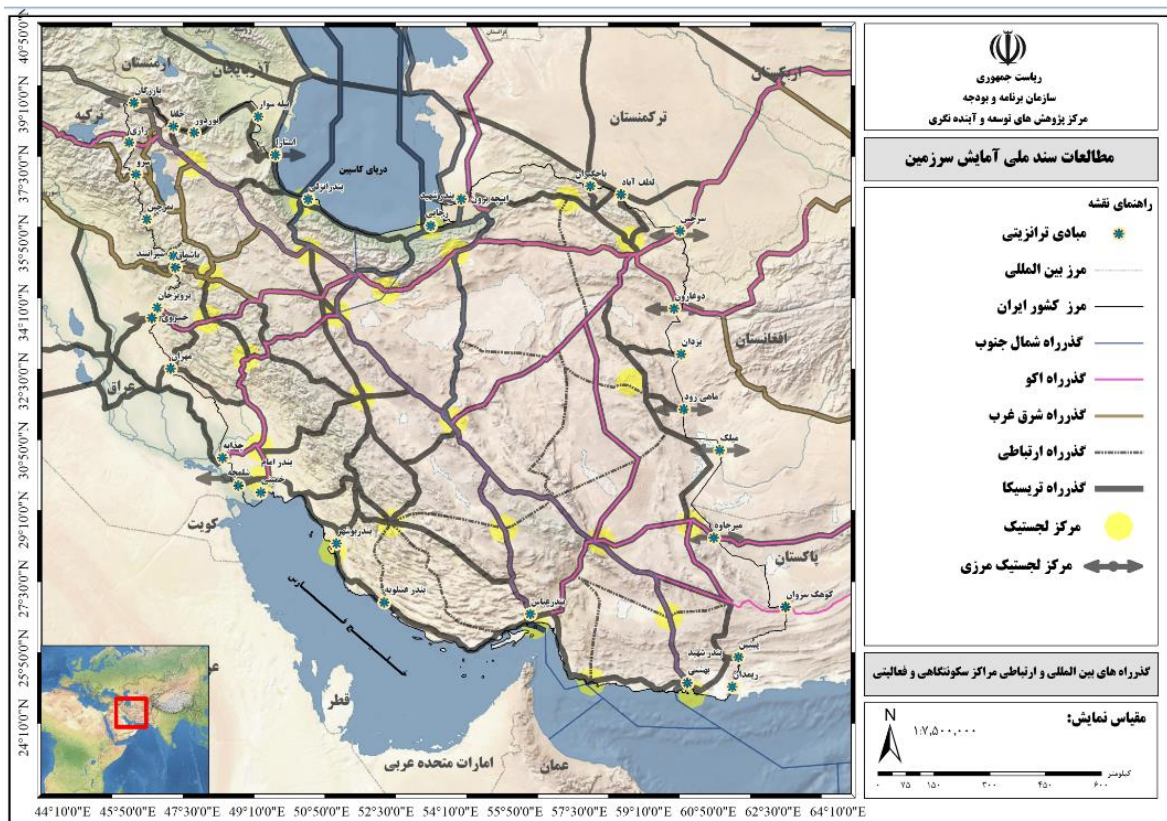 ریاست جمهوری
سازمان برنامه و بودجه
مرکز پژوهش های توسعه و آینده نگری
مطالعات سند ملی آمایش سرزمین
راهنمای نقشه
مبادی ترانزیتی
مرز بین المللی
مرز کشور ایران
گذرراه شمال جنوب
گذرراه اکو
گذرراه شرق غرب
گذرراه ارتباطی
گذرراه تریسیکا
مرکز لجستیک
مرکز لجستیک مرزی
گذرراه های بین المللی و ارتباطی مراکز سکونتگاهی و فعالیتی
مقیاس نمایش:
N
۱:۷,۵۰۰,۰۰۰
کیلومتر
۰ ۷۵ ۱۵۰ ۳۰۰ ۴۵۰ ۶۰۰
40°50'0"N
39°10'0"N
37°30'0"N
35°50'0"N
34°10'0"N
32°30'0"N
30°50'0"N
29°10'0"N
27°30'0"N
25°50'0"N
24°10'0"N
44°10'0"E 45°50'0"E 47°30'0"E 49°10'0"E 50°50'0"E 52°30'0"E 54°10'0"E 55°50'0"E 57°30'0"E 59°10'0"E 60°50'0"E 62°30'0"E 64°10'0"E
ارمنستان
آذربایجان
ازبکستان
ترکمنستان
ترکیه
دریای کاسپین
افغانستان
عراق
کویت
پاکستان
قطر
امارات متحده عربی
عمان
بازرگان
جلفا
نوردوز
بیله سوار
آستارا
رازی
سرو
تمرچین
باشماق
شیرانبند
پرویزخان
خسروی
مهران
چذابه
شلمچه
بندر امام
خمینی
بندربوشهر
بندر عسلویه
بندرعباس
بندر شهید
بهشتی
ریمدان
پیشین
کوهک سروان
میرجاوه
میلک
ماهی رود
یزدان
دوغارون
سرخس
لطف آباد
باجگیران
اینچه برون
بندرانزلی